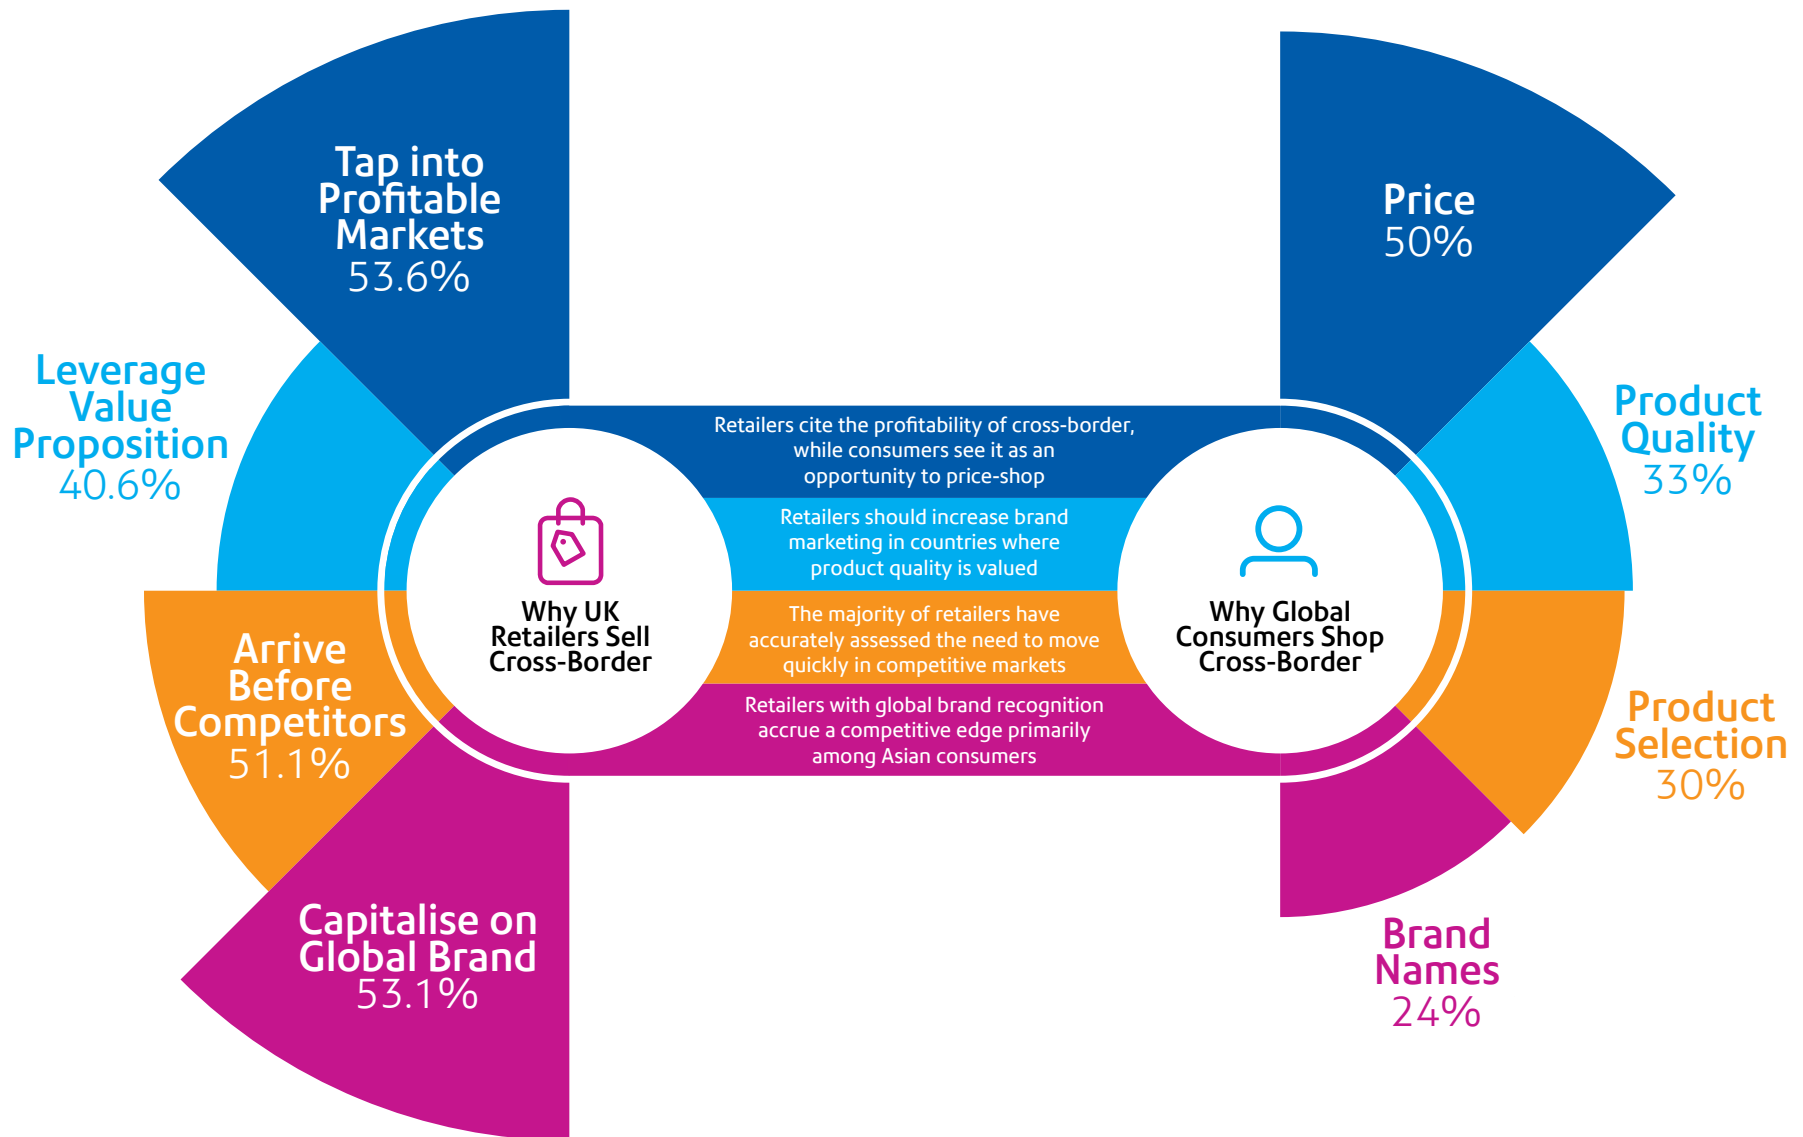 Tap into
Profitable
Markets
53.6%
Leverage
Value
Proposition
40.6%
Arrive
Before
Competitors
51.1%
Capitalise on
Global Brand
53.1%
Why UK
Retailers Sell
Cross-Border
Retailers cite the profitability of cross-border,
while consumers see it as an
opportunity to price-shop
Retailers should increase brand
marketing in countries where
product quality is valued
The majority of retailers have
accurately assessed the need to move
quickly in competitive markets
Retailers with global brand recognition
accrue a competitive edge primarily
among Asian consumers
Why Global
Consumers Shop
Cross-Border
Price
50%
Product
Quality
33%
Product
Selection
30%
Brand
Names
24%